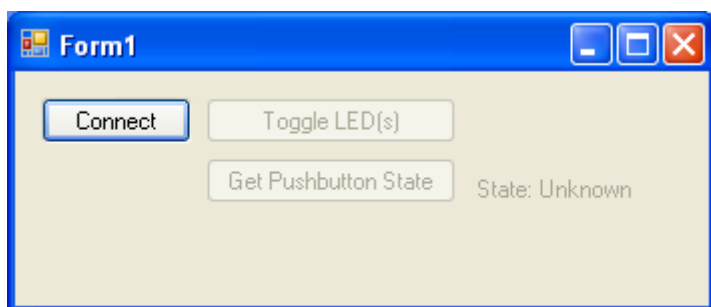 Form1
Connect
Toggle LED(s)
Get Pushbutton State
State: Unknown